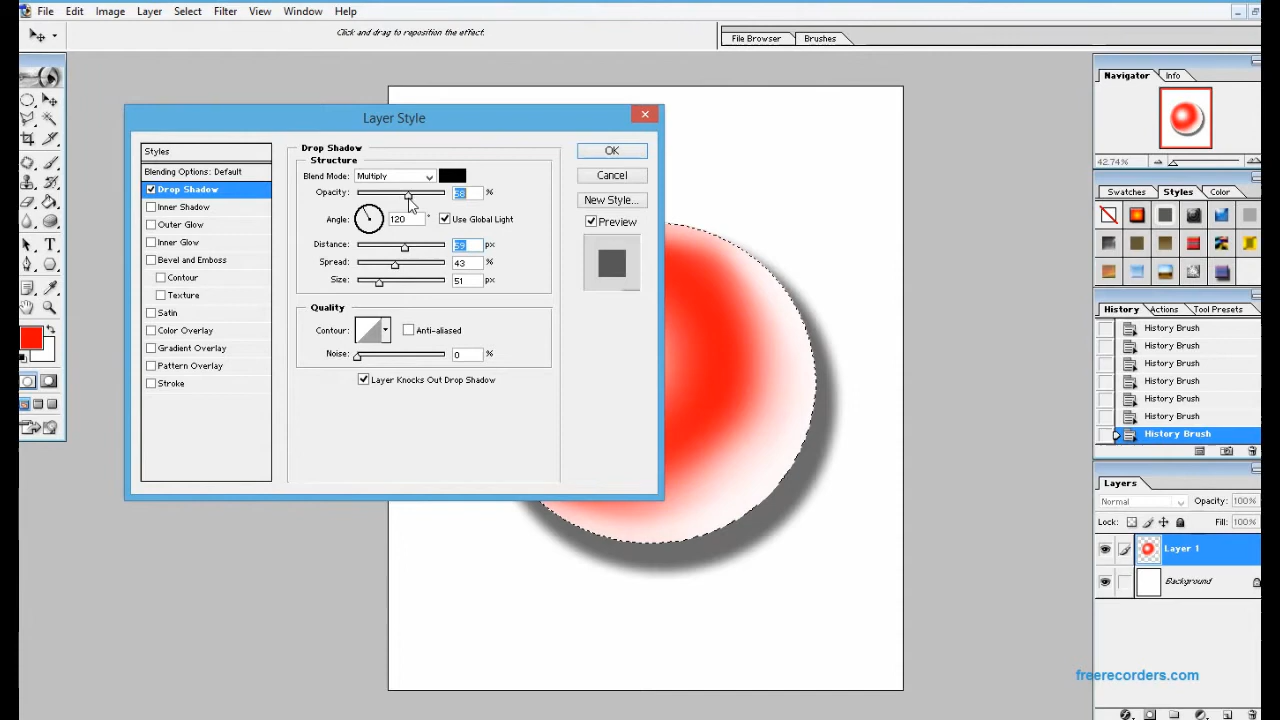 File Edit Image Layer Select Filter View Window Help
Click and drag to reposition the effect.
File Browser Brushes
Layer Style
Styles
Blending Options: Default
Drop Shadow
Inner Shadow
Outer Glow
Inner Glow
Bevel and Emboss
Contour
Texture
Satin
Color Overlay
Gradient Overlay
Pattern Overlay
Stroke
Drop Shadow
Structure
Blend Mode: Multiply
Opacity: %
Angle: 120 ° Use Global Light
Distance: 59 px
Spread: 43 %
Size: 51 px
Quality
Contour: Anti-aliased
Noise: 0 %
Layer Knocks Out Drop Shadow
OK
Cancel
New Style...
Preview
Navigator Info
42.74%
Swatches Styles Color
History Actions Tool Presets
History Brush
History Brush
History Brush
History Brush
History Brush
History Brush
History Brush
Layers
Normal Opacity: 100%
Lock: Fill: 100%
Layer 1
Background
freerecorders.com